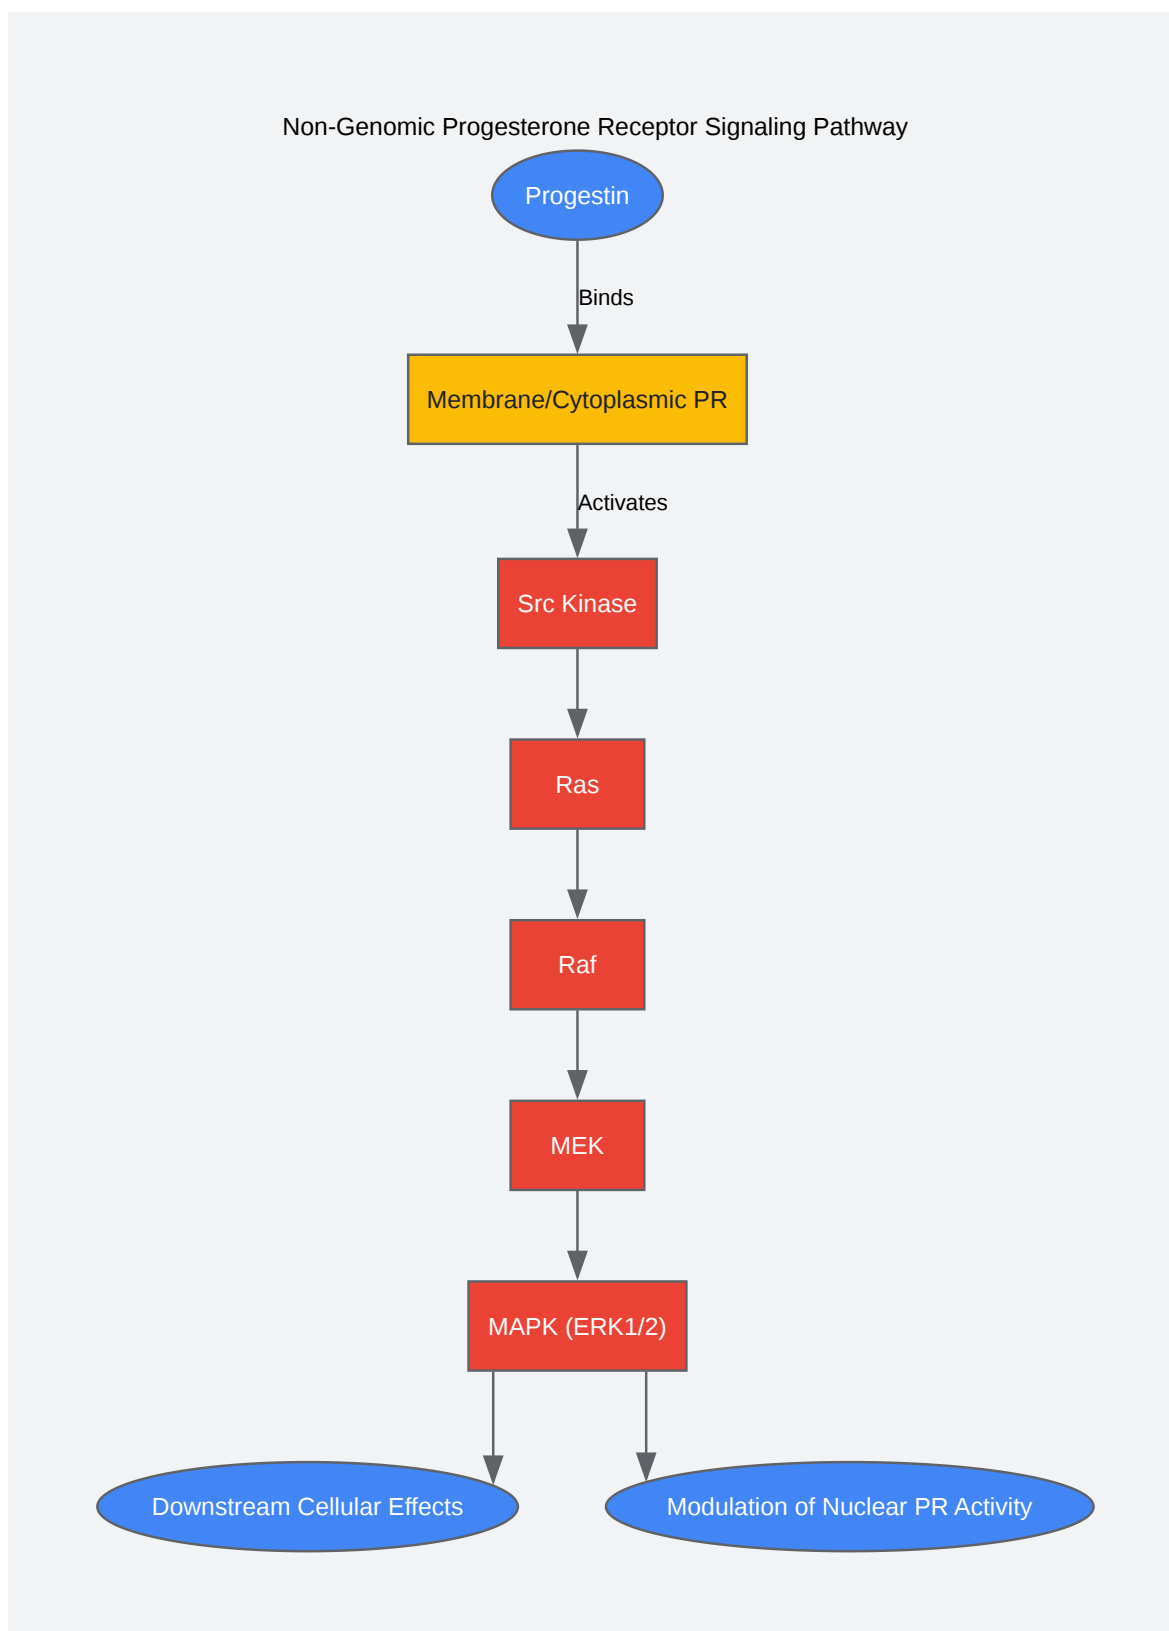 Non-Genomic Progesterone Receptor Signaling Pathway
Progestin
Binds
Membrane/Cytoplasmic PR
Activates
Src Kinase
Ras
Raf
MEK
MAPK (ERK1/2)
Downstream Cellular Effects
Modulation of Nuclear PR Activity